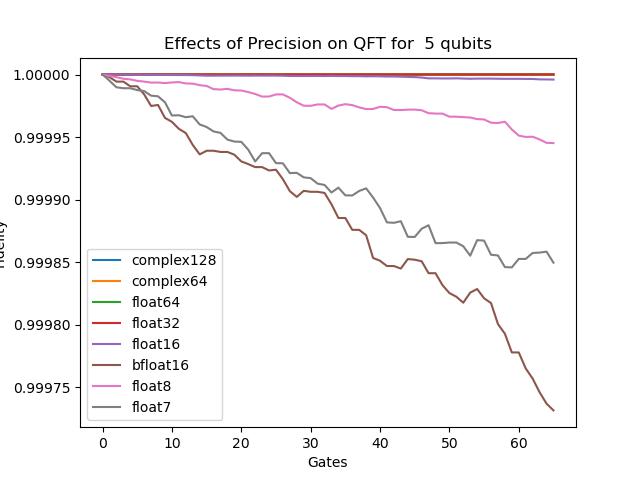 Effects of Precision on QFT for  5 qubits
1.00000
0.99995
0.99990
0.99985
0.99980
0.99975
complex128
complex64
float64
float32
float16
bfloat16
float8
float7
0
10
20
30
40
50
60
Gates